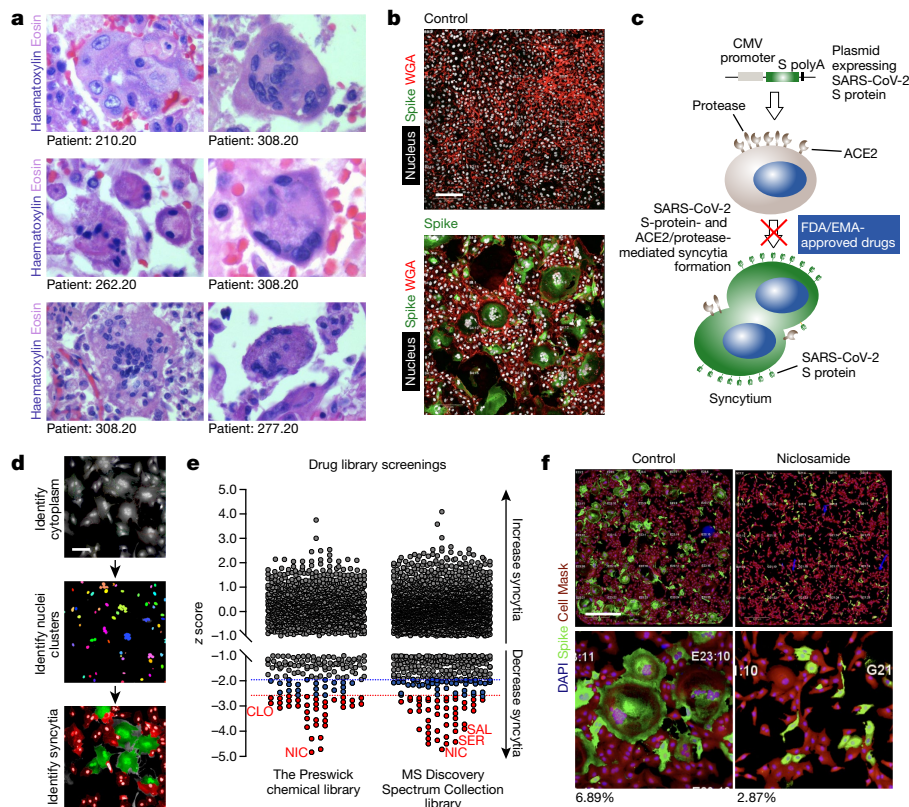 a
Haematoxylin Eosin
Patient: 210.20
Patient: 308.20
Haematoxylin Eosin
Patient: 262.20
Patient: 308.20
Haematoxylin Eosin
Patient: 308.20
Patient: 277.20
b
Control
Nucleus Spike WGA
Spike
Nucleus Spike WGA
c
CMV
promoter
S polyA
Plasmid
expressing
SARS-CoV-2
S protein
Protease
ACE2
SARS-CoV-2
S-protein- and
ACE2/protease-
mediated syncytia
formation
FDA/EMA-
approved drugs
SARS-CoV-2
S protein
Syncytium
d
Identify
cytoplasm
Identify nuclei
clusters
Identify syncytia
e
Drug library screenings
z score
5.0
4.0
3.0
2.0
1.0
0.0
–1.0
–1.0
–2.0
–3.0
–4.0
–5.0
CLO
NIC
SAL
SER
NIC
Increase syncytia
Decrease syncytia
The Preswick
chemical library
MS Discovery
Spectrum Collection
library
f
Control
Niclosamide
DAPI Spike Cell Mask
3:11
E23:10
1:10
G21
6.89%
2.87%